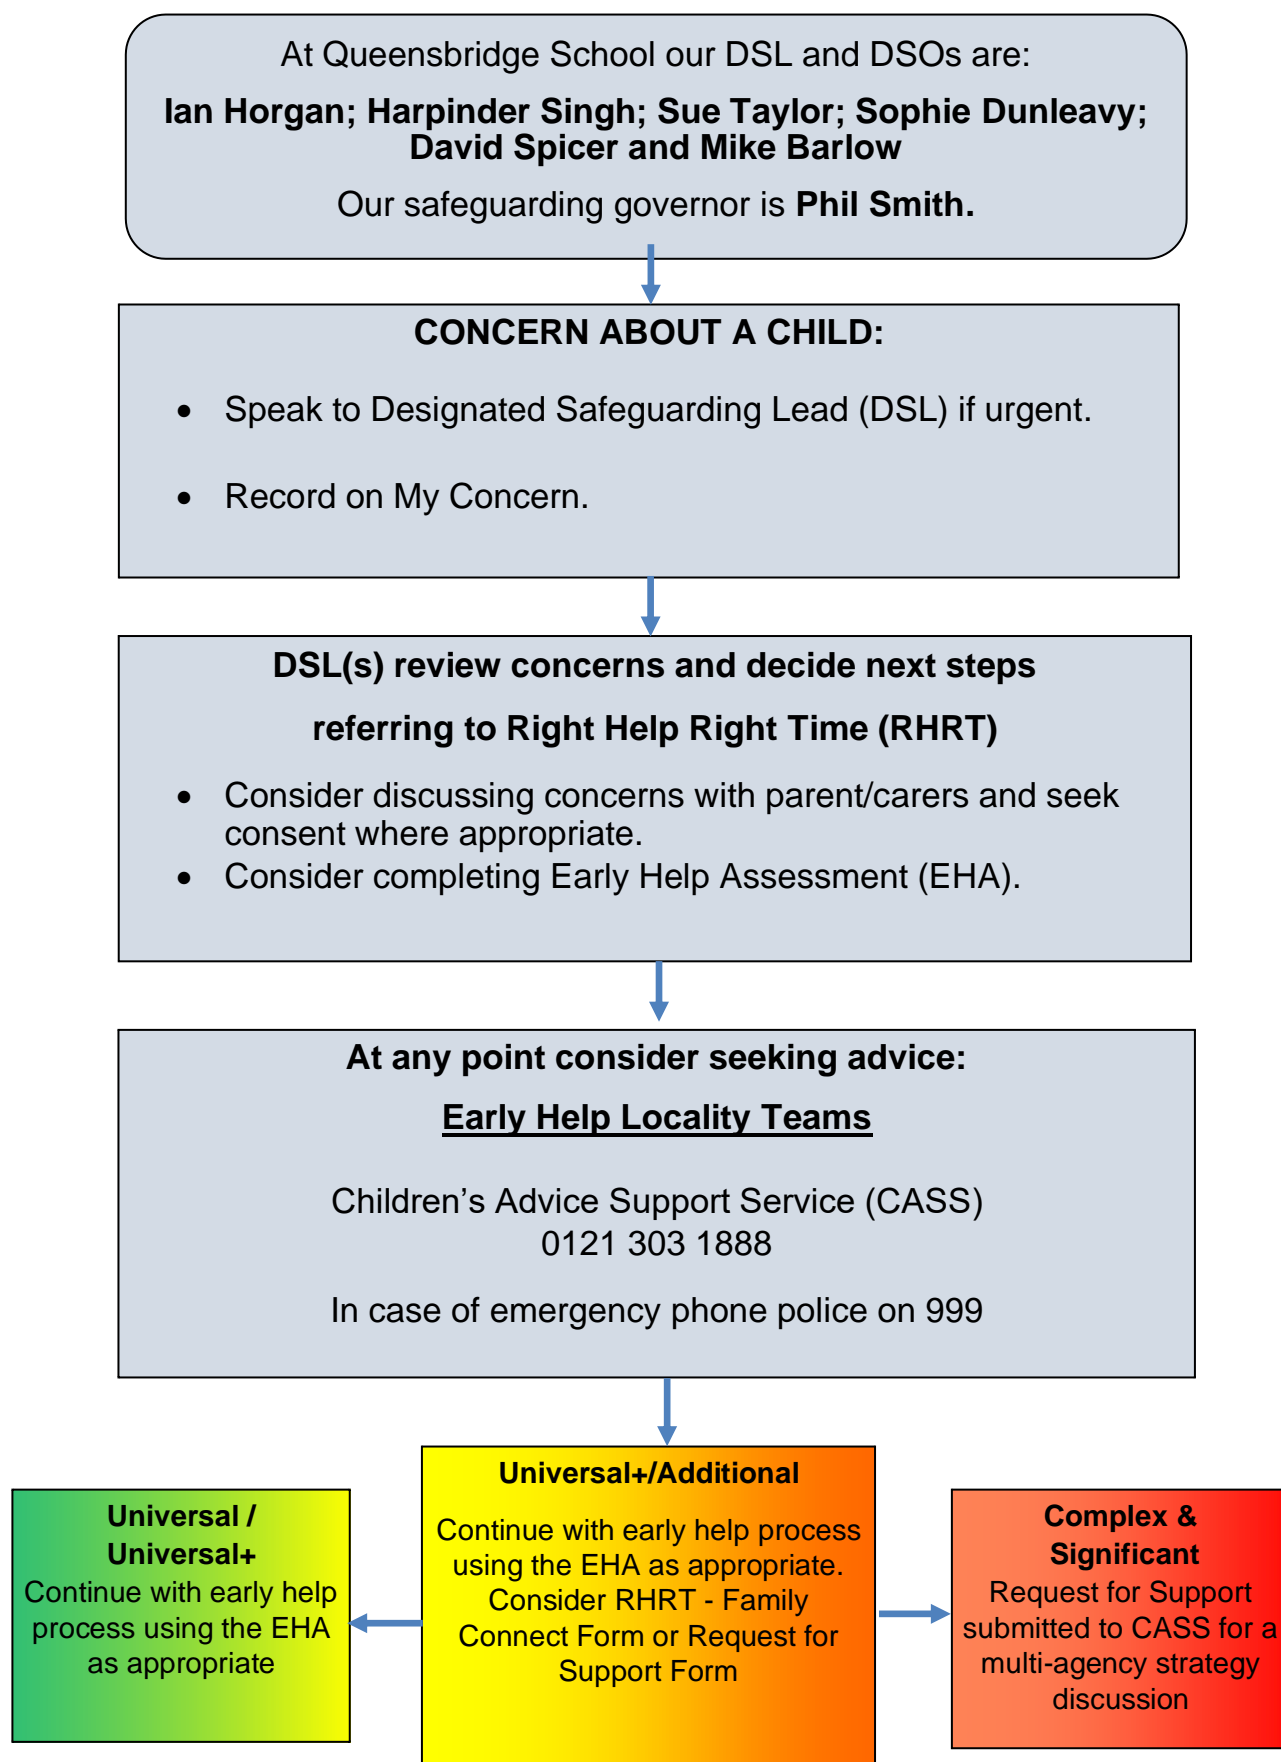 At Queensbridge School our DSL and DSOs are:
Ian Horgan; Harpinder Singh; Sue Taylor; Sophie Dunleavy;
David Spicer and Mike Barlow
Our safeguarding governor is Phil Smith.
CONCERN ABOUT A CHILD:
• Speak to Designated Safeguarding Lead (DSL) if urgent.
• Record on My Concern.
DSL(s) review concerns and decide next steps
referring to Right Help Right Time (RHRT)
• Consider discussing concerns with parent/carers and seek
consent where appropriate.
• Consider completing Early Help Assessment (EHA).
At any point consider seeking advice:
Early Help Locality Teams
Children’s Advice Support Service (CASS)
0121 303 1888
In case of emergency phone police on 999
Universal /
Universal+
Continue with early help
process using the EHA
as appropriate
Universal+/Additional
Continue with early help process
using the EHA as appropriate.
Consider RHRT - Family
Connect Form or Request for
Support Form
Complex &
Significant
Request for Support
submitted to CASS for a
multi-agency strategy
discussion